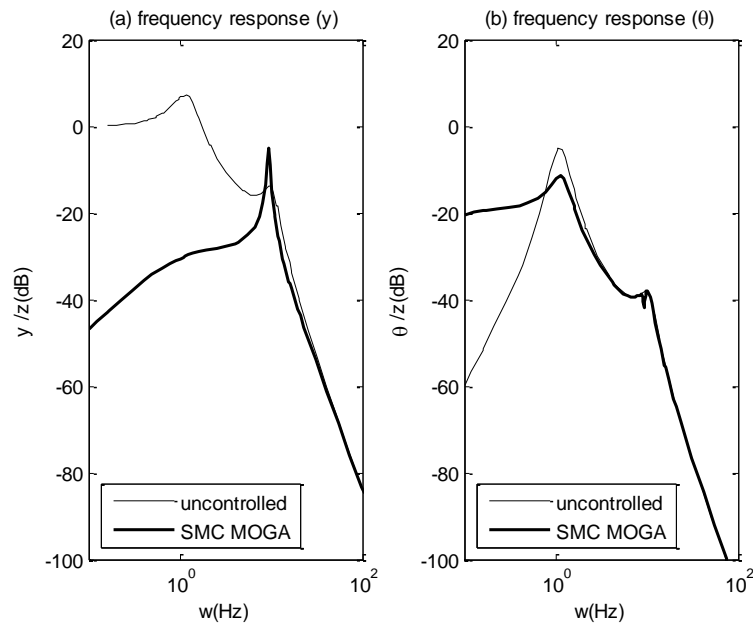 (a) frequency response (y)
20
0
-20
-40
-60
-80
-100
y /z(dB)
10^0
10^2
w(Hz)
uncontrolled
SMC MOGA
(b) frequency response (θ)
20
0
-20
-40
-60
-80
-100
θ /z(dB)
10^0
10^2
w(Hz)
uncontrolled
SMC MOGA